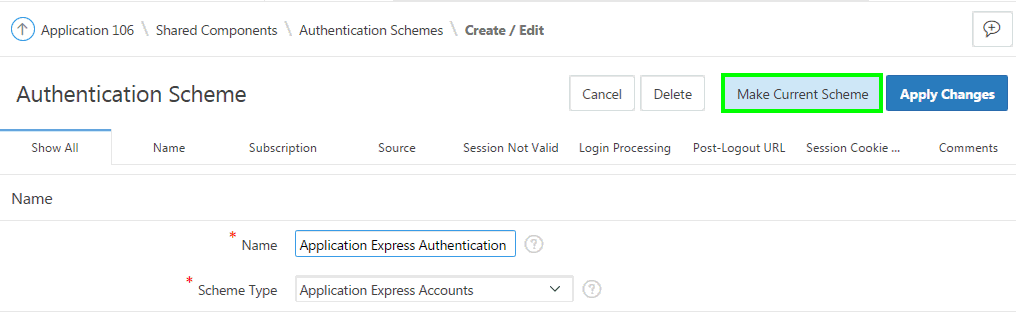 Application 106 \ Shared Components \ Authentication Schemes \ Create / Edit
Authentication Scheme
Cancel Delete Make Current Scheme Apply Changes
Show All Name Subscription Source Session Not Valid Login Processing Post-Logout URL Session Cookie ... Comments
Name
* Name Application Express Authentication ?
* Scheme Type Application Express Accounts ?